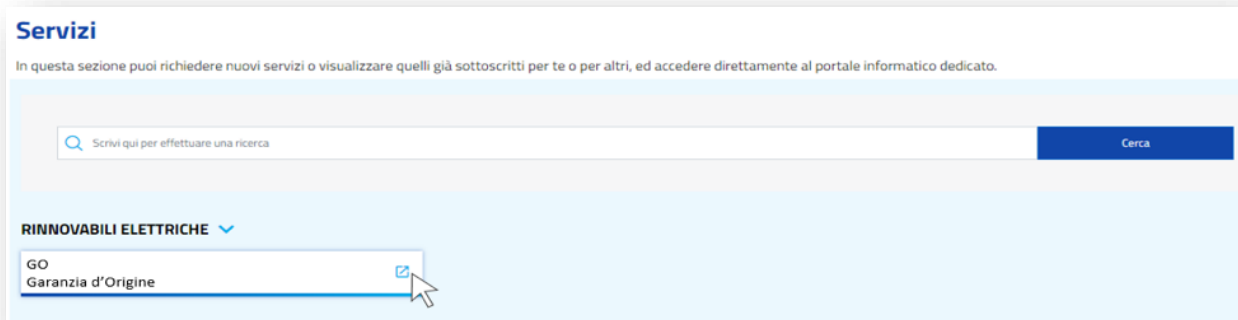 Servizi
In questa sezione puoi richiedere nuovi servizi o visualizzare quelli già sottoscritti per te o per altri, ed accedere direttamente al portale informatico dedicato.
Scrivi qui per effettuare una ricerca
Cerca
RINNOVABILI ELETTRICHE
GO
Garanzia d'Origine